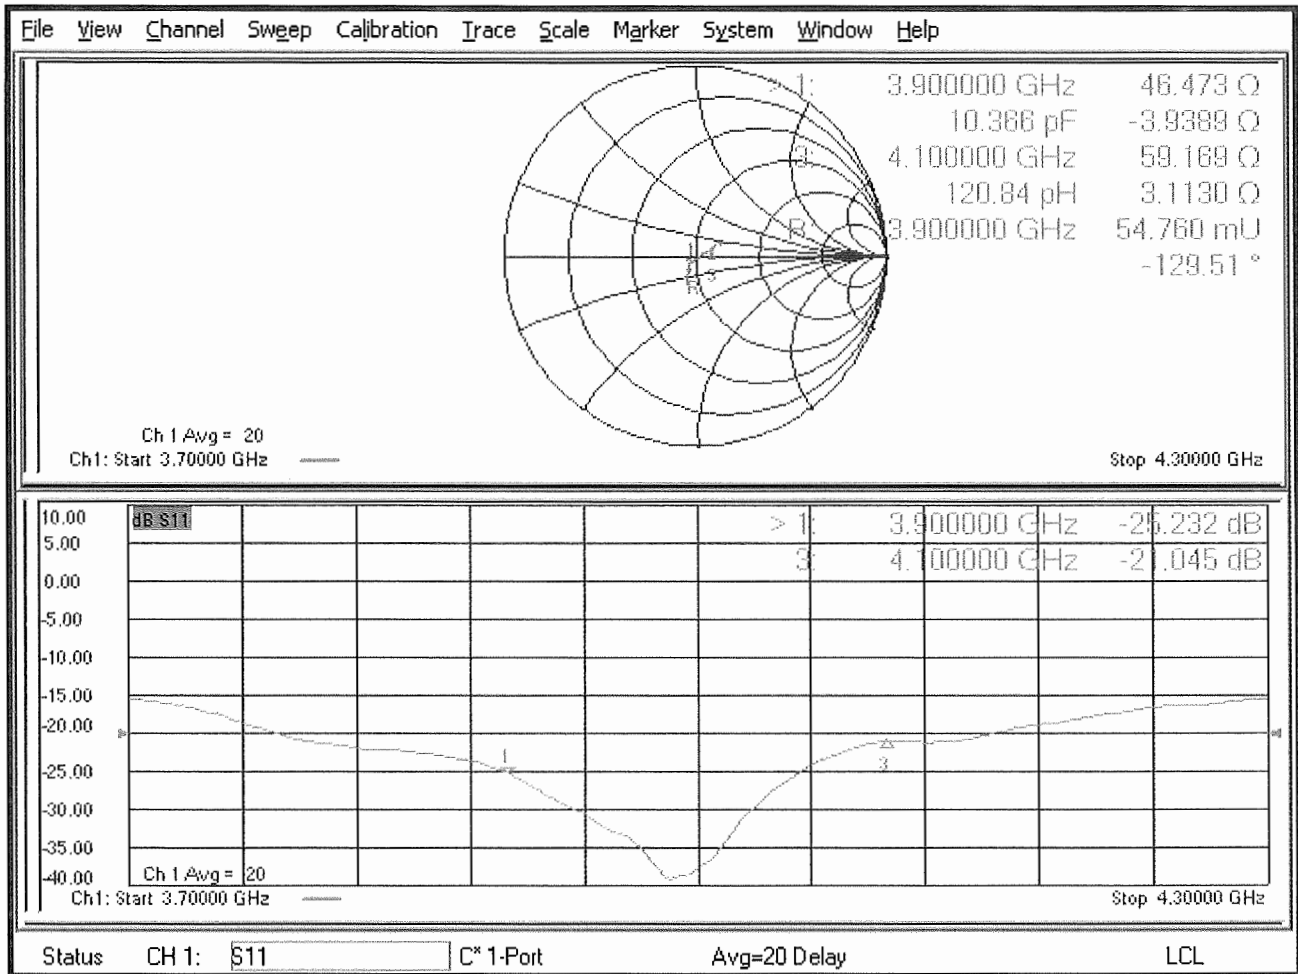 File View Channel Sweep Calibration Trace Scale Marker System Window Help
> 1: 3.900000 GHz 46.473 Ω
10.366 pF -3.9389 Ω
3: 4.100000 GHz 59.169 Ω
120.84 pH 3.1130 Ω
R: 3.900000 GHz 54.760 mU
-129.51 °
1
3
R
Ch 1 Avg = 20
Ch1: Start 3.70000 GHz
Stop 4.30000 GHz
dB S11
> 1: 3.900000 GHz -25.232 dB
3: 4.100000 GHz -21.045 dB
10.00
5.00
0.00
-5.00
-10.00
-15.00
-20.00
-25.00
-30.00
-35.00
-40.00
1
3
Ch 1 Avg = 20
Ch1: Start 3.70000 GHz
Stop 4.30000 GHz
Status CH 1: S11 C* 1-Port Avg=20 Delay LCL